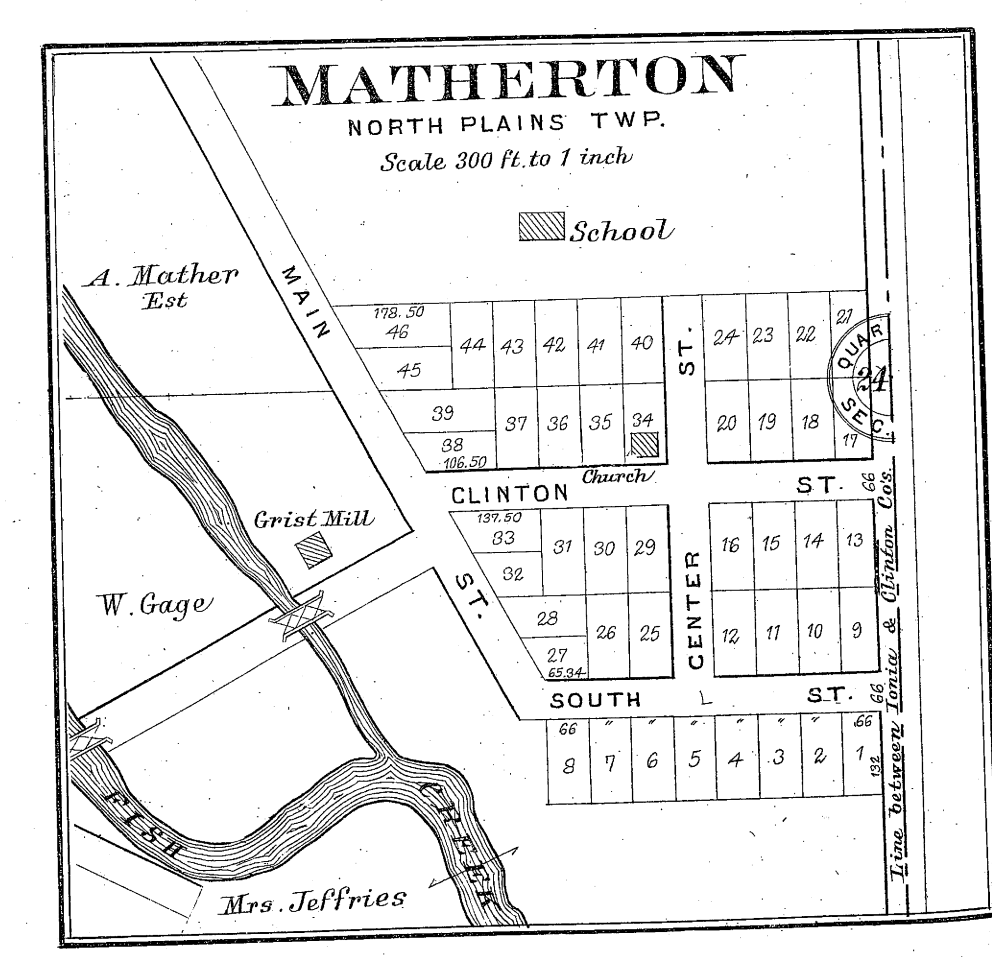 MATHERTON
NORTH PLAINS TWP.
Scale 300 ft. to 1 inch
School
A. Mather
Est
MAIN
178.50
46
45
44 43 42 41 40
ST.
24 23 22 21
QUAR
24
SEC.
39
38
106.50
37 36 35 34
20 19 18 17
Church
CLINTON ST.
66
137.50
33
32
31 30 29
16 15 14 13
Grist Mill
W. Gage
ST.
CENTER
28
27
65.34
26 25
12 11 10 9
SOUTH ST.
66
66 " " " " " " 66
8 7 6 5 4 3 2 1
132
Line between Ionia & Clinton Co's.
FISH CREEK
Mrs. Jeffries